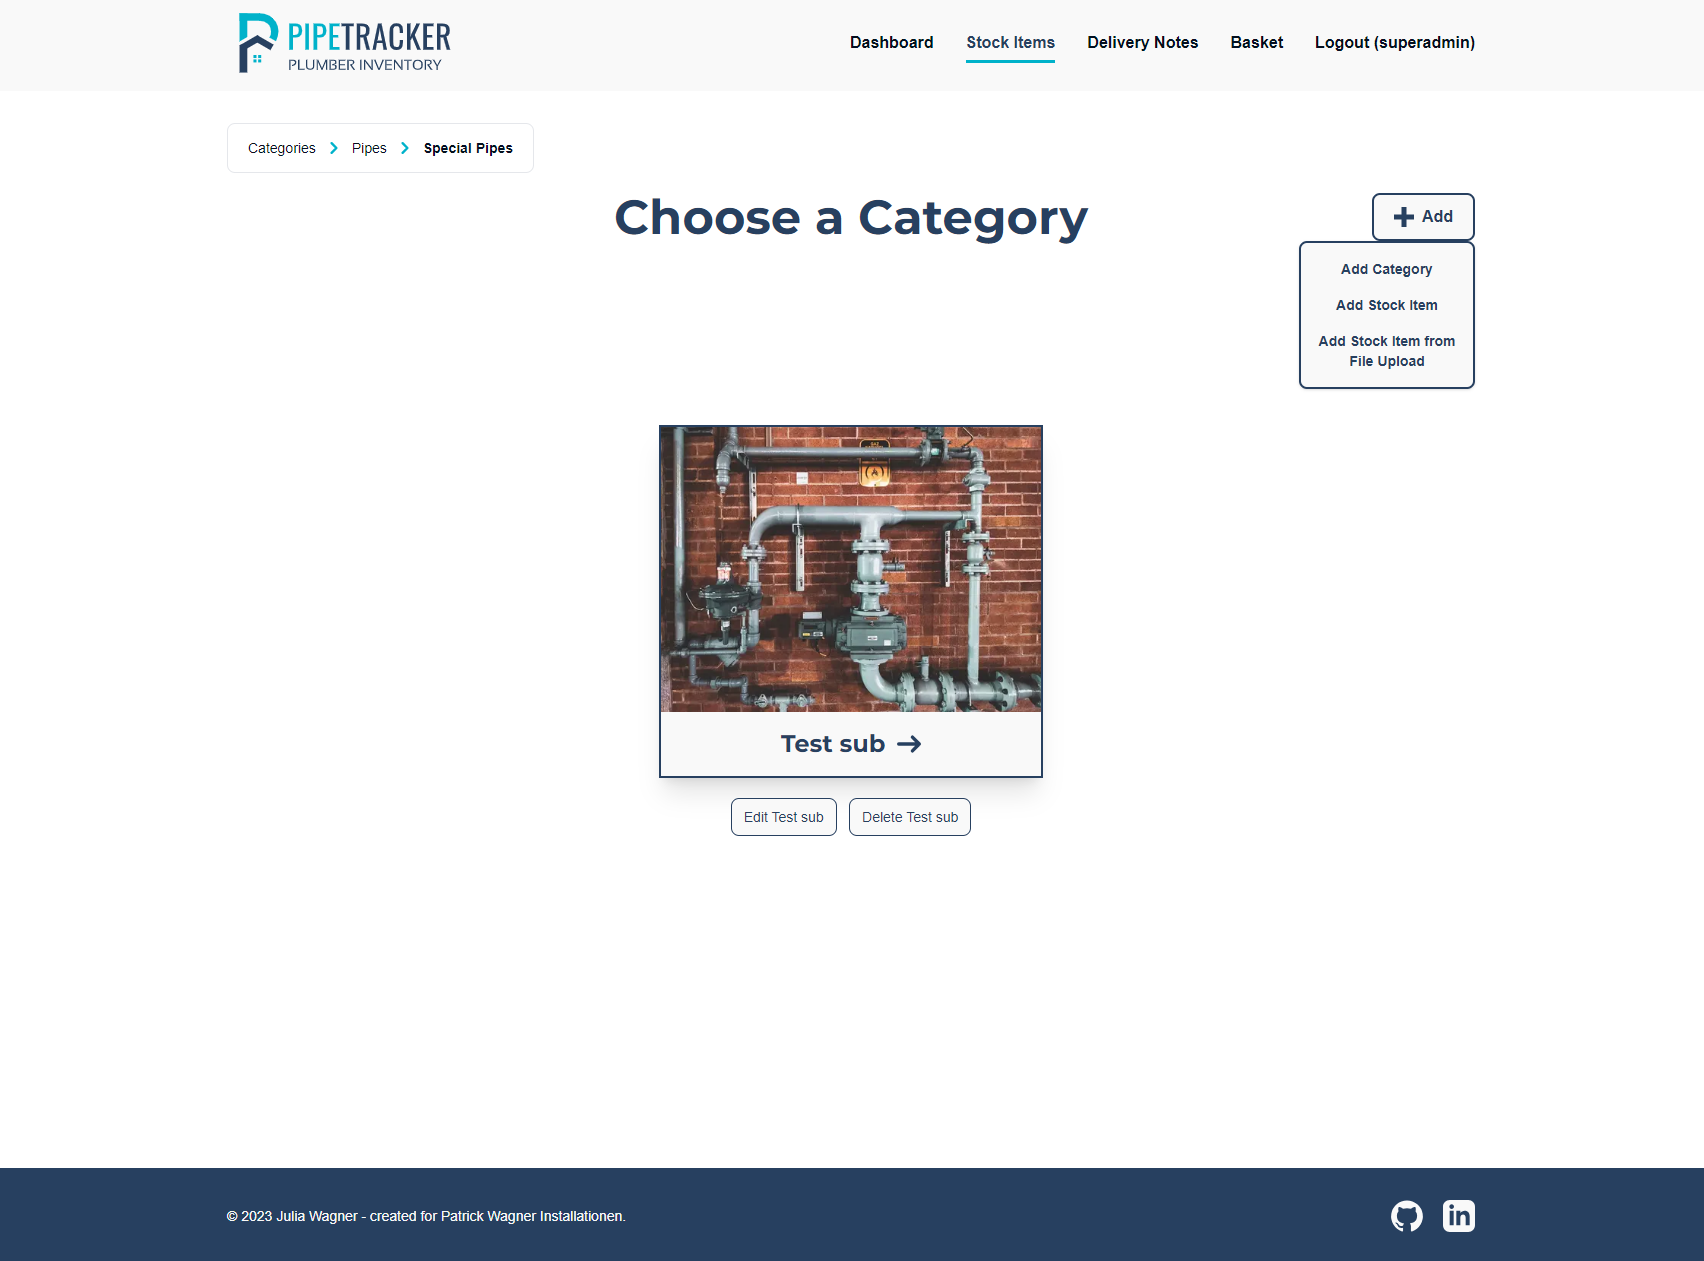 PIPETRACKER
PLUMBER INVENTORY
Dashboard
Stock Items
Delivery Notes
Basket
Logout (superadmin)
Categories
Pipes
Special Pipes
Choose a Category
Add
Add Category
Add Stock Item
Add Stock Item from
File Upload
GAZ
Test sub
Edit Test sub
Delete Test sub
© 2023 Julia Wagner - created for Patrick Wagner Installationen.
in